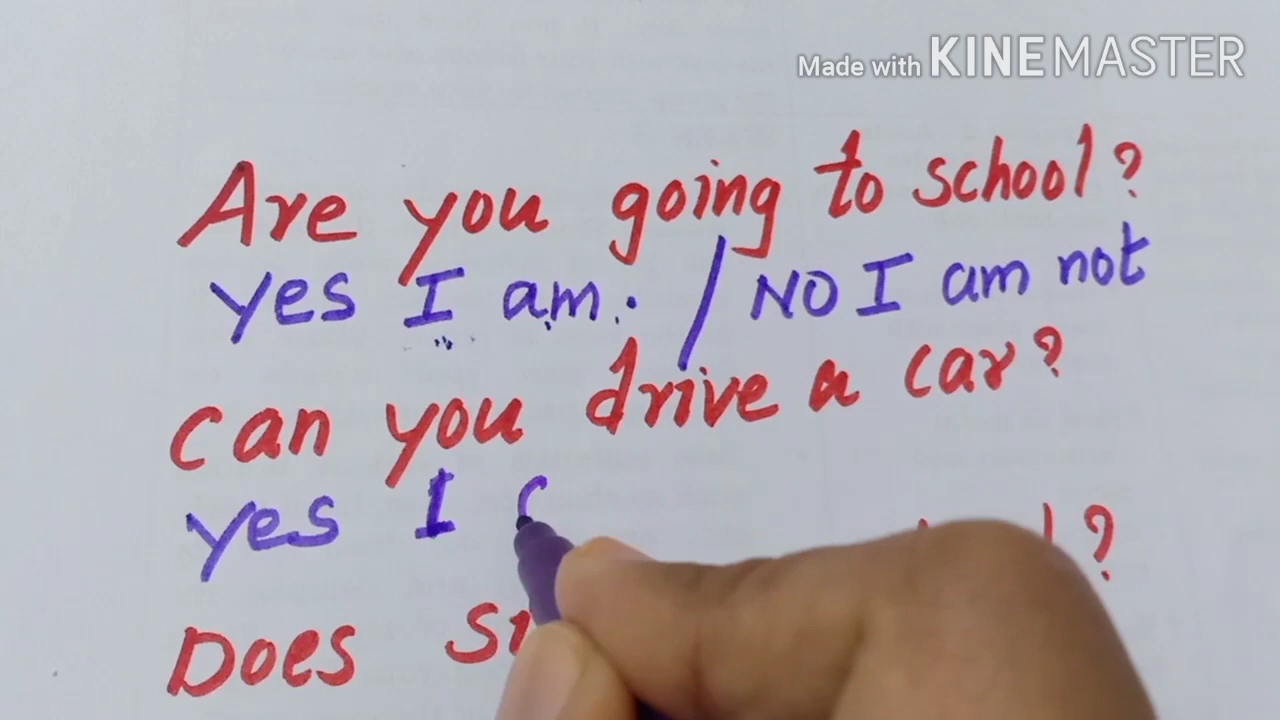 Made with KINEMASTER
Are you going to school?
yes I am. / NO I am not
can you drive a car?
yes I
Does